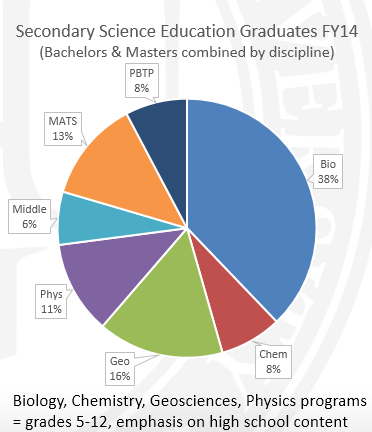 Secondary Science Education Graduates FY14
(Bachelors & Masters combined by discipline)
PBTP
8%
MATS
13%
Bio
38%
Middle
6%
Phys
11%
Geo
16%
Chem
8%
Biology, Chemistry, Geosciences, Physics programs
= grades 5-12, emphasis on high school content